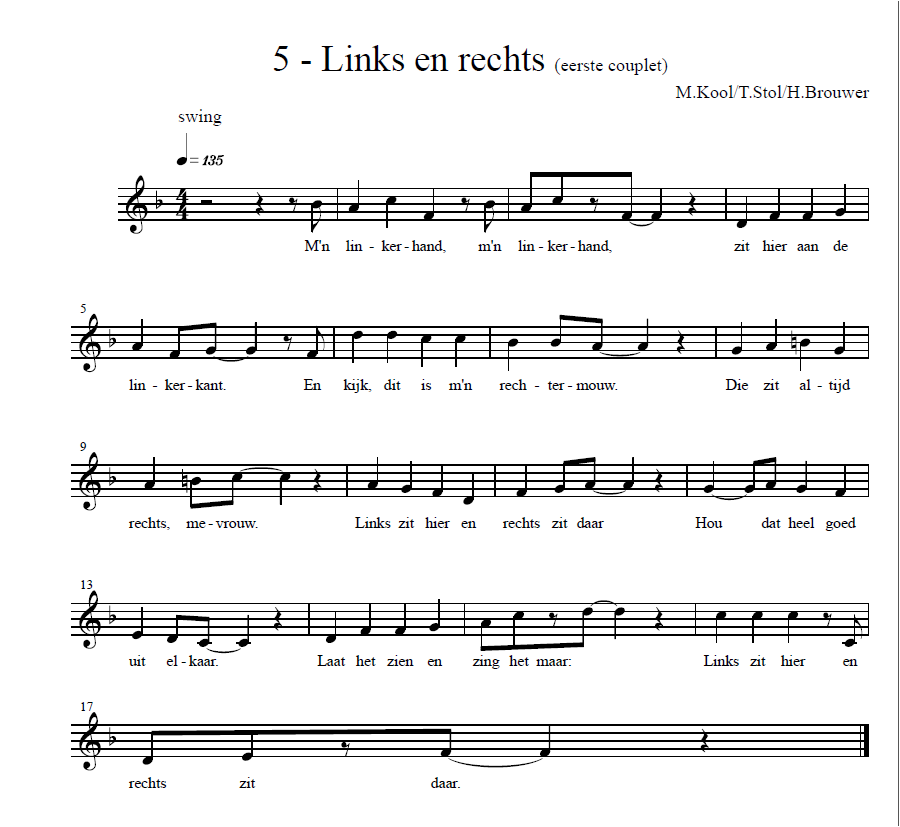 5 - Links en rechts (eerste couplet)
M.Kool/T.Stol/H.Brouwer
swing
= 135
4
4
M'n lin - ker - hand, m'n lin - ker - hand, zit hier aan de
5
lin - ker - kant. En kijk, dit is m'n rech - ter - mouw. Die zit al - tijd
9
rechts, me - vrouw. Links zit hier en rechts zit daar Hou dat heel goed
13
uit el - kaar. Laat het zien en zing het maar: Links zit hier en
17
rechts zit daar.